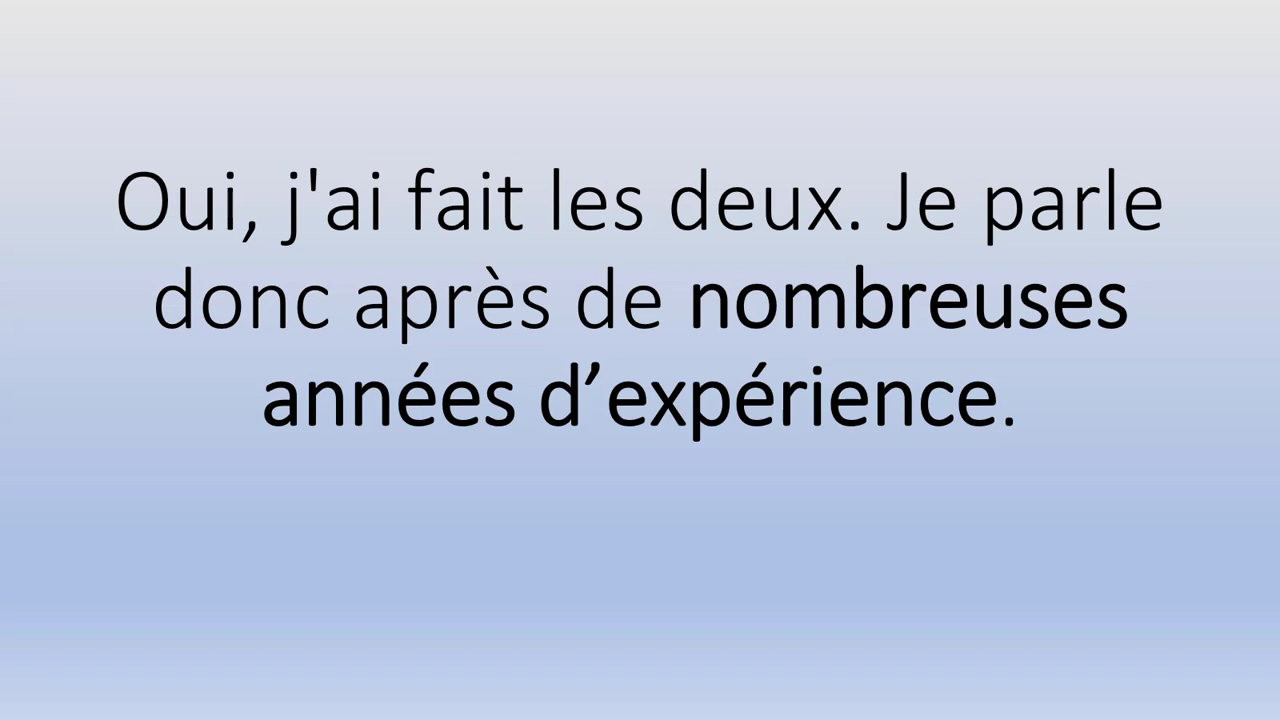 Oui, j'ai fait les deux. Je parle
donc après de nombreuses
années d’expérience.